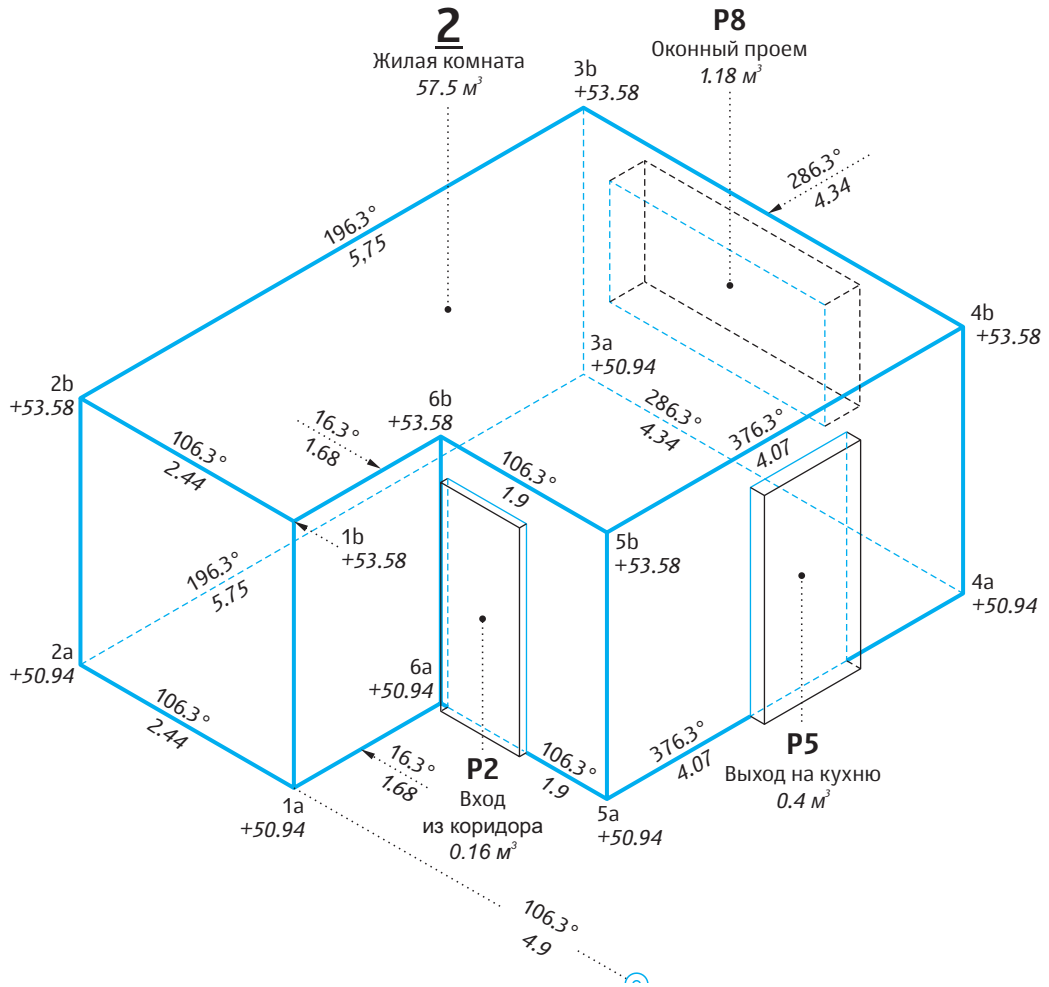 2
Жилая комната
57.5 м³
P8
Оконный проем
1.18 м³
3b
+53.58
286.3°
4.34
196.3°
5,75
4b
+53.58
3a
+50.94
2b
+53.58
6b
+53.58
16.3°
1.68
286.3°
4.34
376.3°
4.07
106.3°
2.44
106.3°
1.9
1b
+53.58
5b
+53.58
196.3°
5.75
4a
+50.94
2a
+50.94
6a
+50.94
106.3°
2.44
16.3°
1.68
P2
Вход
из коридора
0.16 м³
106.3°
1.9
376.3°
4.07
P5
Выход на кухню
0.4 м³
1a
+50.94
5a
+50.94
106.3°
4.9